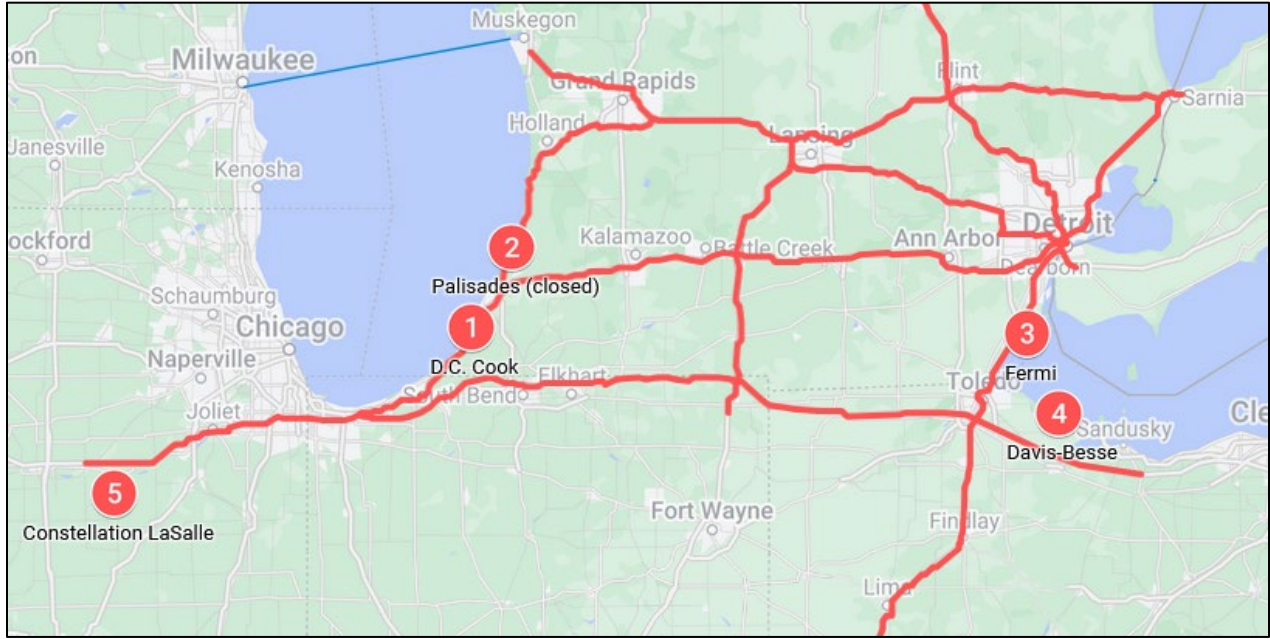 Muskegon
con
Milwaukee
Grand Rapids
Flint
Sarnia
Janesville
Holland
Lansing
Kenosha
2
Kalamazoo
Battle Creek
Ann Arbor
Detroit
Dearborn
ockford
Palisades (closed)
Schaumburg
1
3
Chicago
Naperville
D.C. Cook
Elkhart
Fermi
South Bend
Toledo
4
Joliet
Cle
Sandusky
Davis-Besse
5
Fort Wayne
Findlay
Constellation LaSalle
Lima